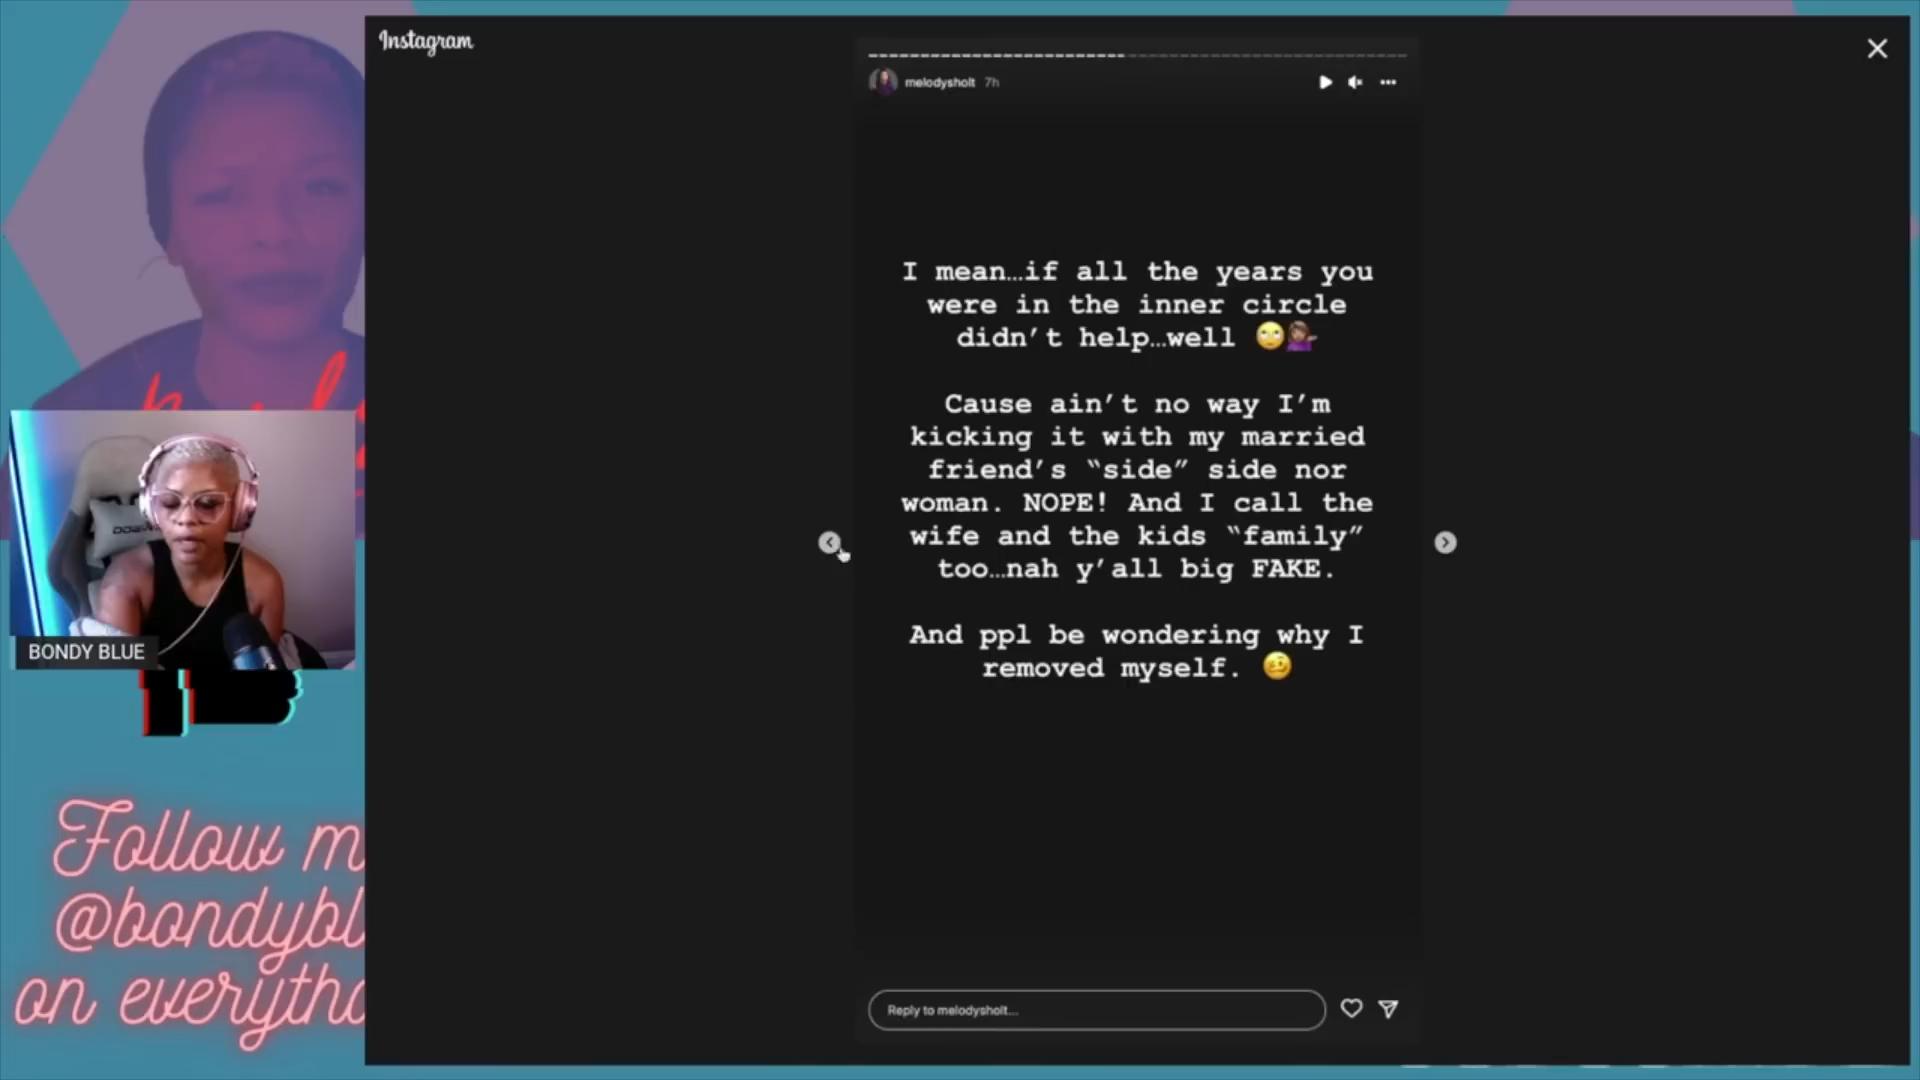 Instagram
melodysholt 7h
I mean…if all the years you
were in the inner circle
didn't help…well 🙄💁🏽‍♀️
Cause ain't no way I'm
kicking it with my married
friend's “side” side nor
woman. NOPE! And I call the
wife and the kids “family”
too…nah y'all big FAKE.
And ppl be wondering why I
removed myself. 🥴
Reply to melodysholt...
BONDY BLUE
Follow m
@bondybl
on everythi